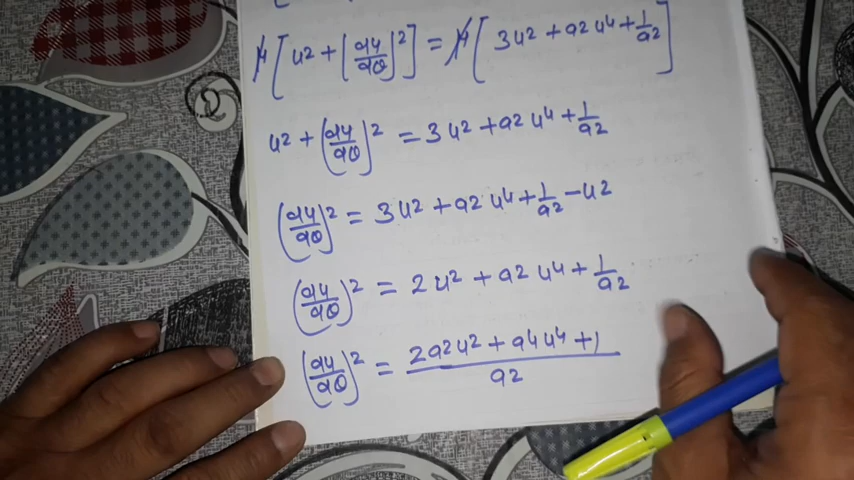 μ[u² + (du/dθ)²] = μ[3u² + a²u⁴ + 1/a²]
u² + (du/dθ)² = 3u² + a²u⁴ + 1/a²
(du/dθ)² = 3u² + a²u⁴ + 1/a² - u²
(du/dθ)² = 2u² + a²u⁴ + 1/a²
(du/dθ)² = (2a²u² + a⁴u⁴ + 1)/a²